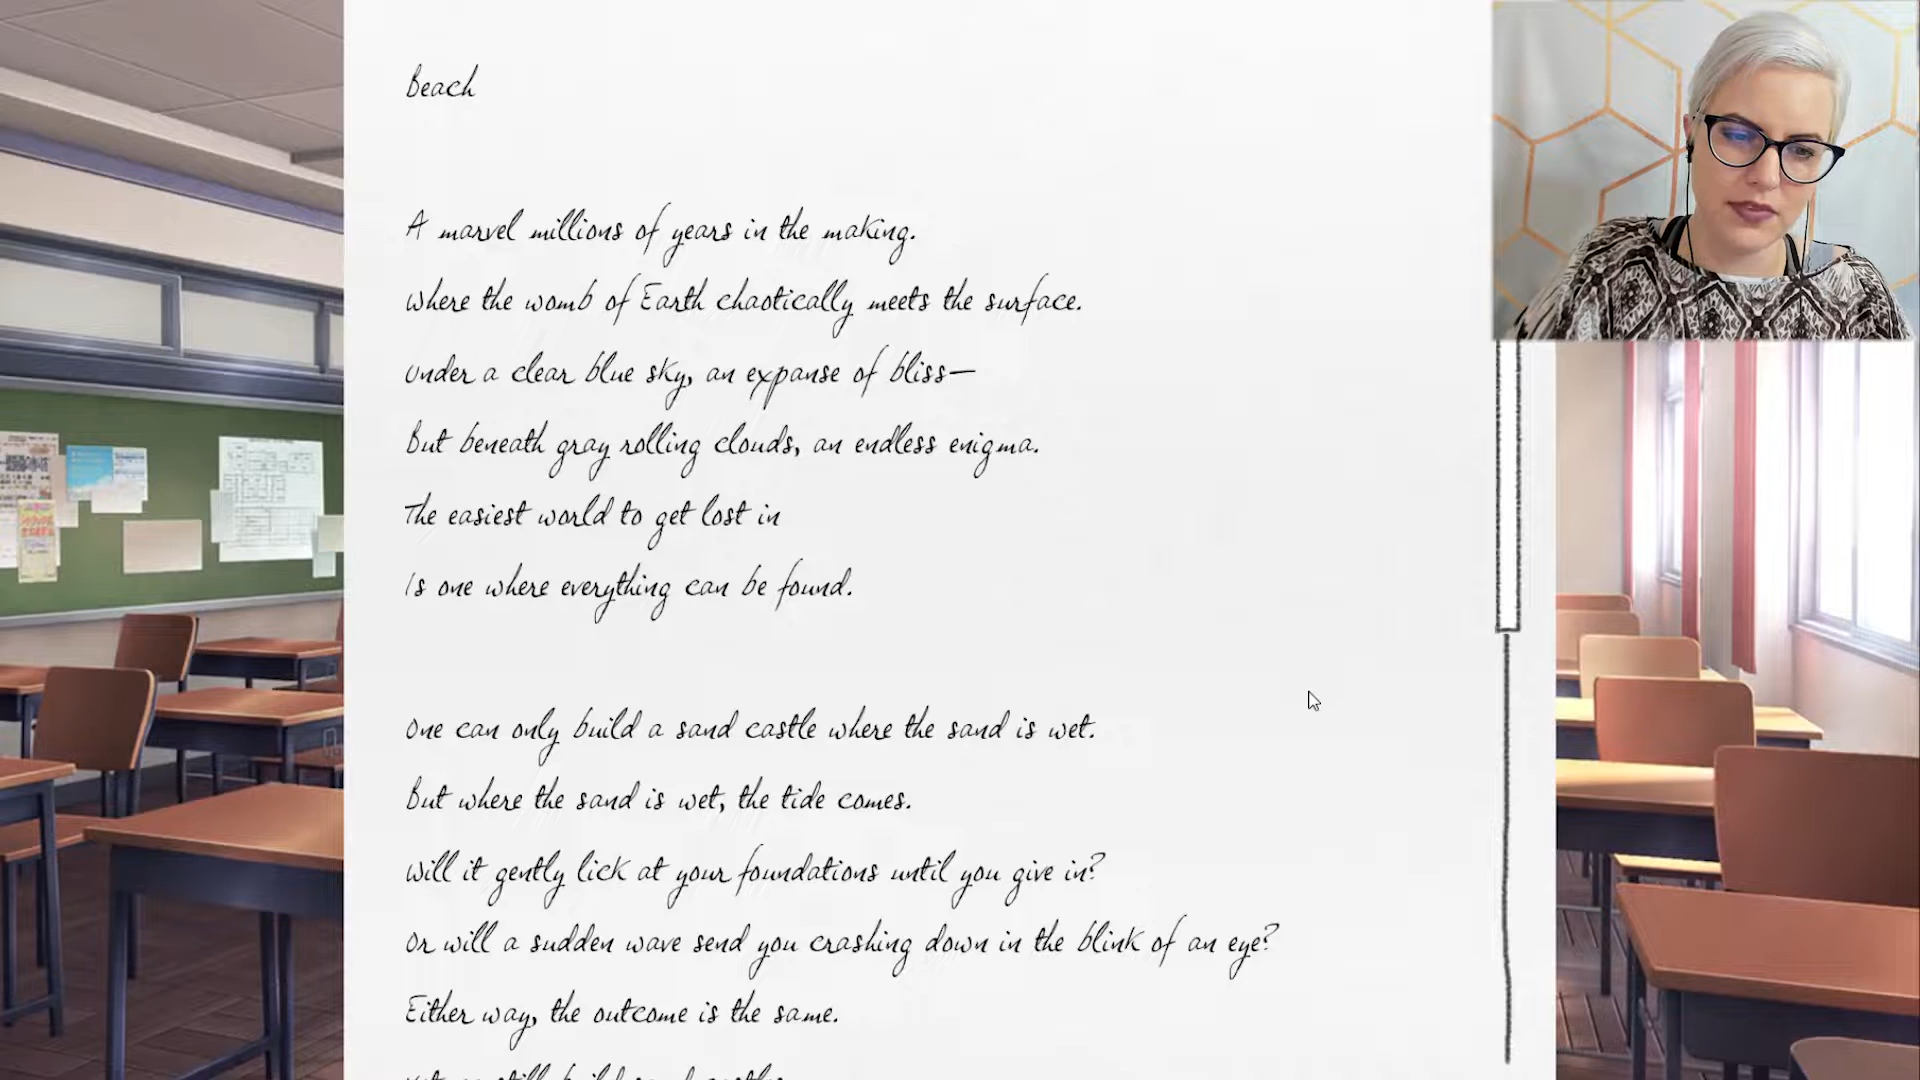 Beach
A marvel millions of years in the making.
Where the womb of Earth chaotically meets the surface.
Under a clear blue sky, an expanse of bliss—
But beneath gray rolling clouds, an endless enigma.
The easiest world to get lost in
Is one where everything can be found.
One can only build a sand castle where the sand is wet.
But where the sand is wet, the tide comes.
Will it gently lick at your foundations until you give in?
Or will a sudden wave send you crashing down in the blink of an eye?
Either way, the outcome is the same.